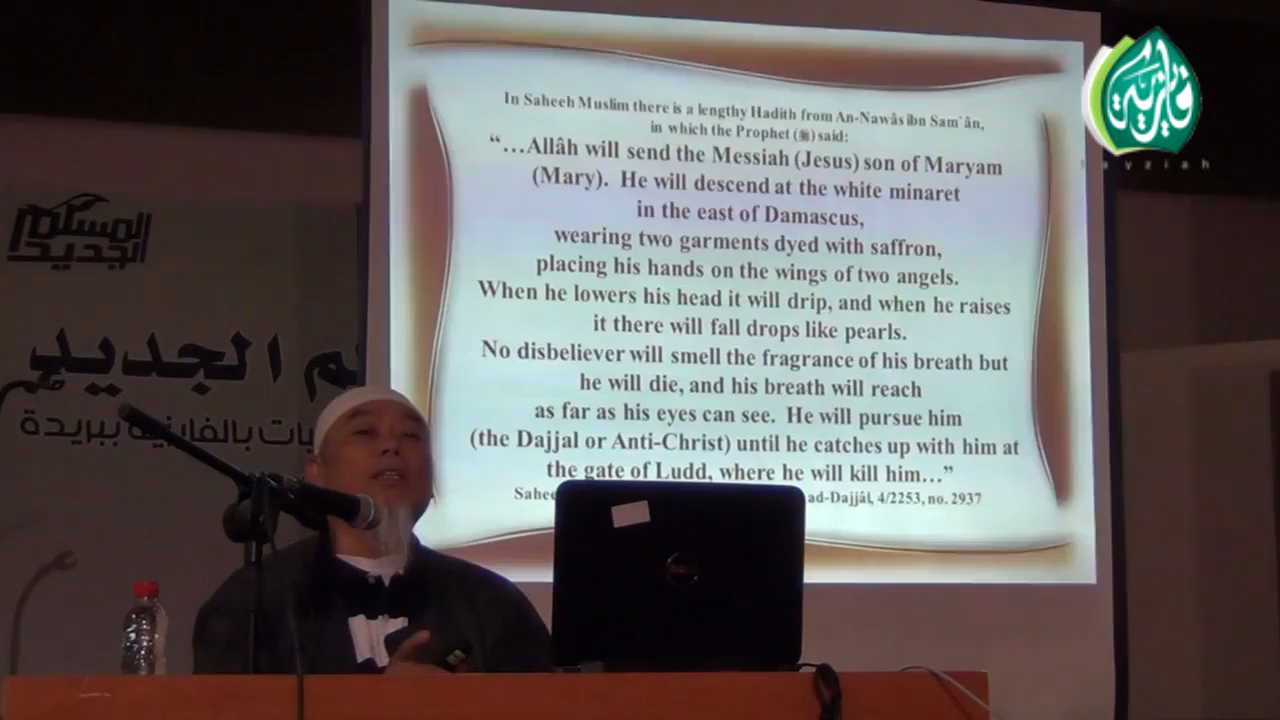 In Saheeh Muslim there is a lengthy Hadith from An-Nawâs ibn Sam`ân,
in which the Prophet (ﷺ) said:
“…Allâh will send the Messiah (Jesus) son of Maryam
(Mary). He will descend at the white minaret
in the east of Damascus,
wearing two garments dyed with saffron,
placing his hands on the wings of two angels.
When he lowers his head it will drip, and when he raises
it there will fall drops like pearls.
No disbeliever will smell the fragrance of his breath but
he will die, and his breath will reach
as far as his eyes can see. He will pursue him
(the Dajjal or Anti-Christ) until he catches up with him at
the gate of Ludd, where he will kill him…”
ad-Dajjâl, 4/2253, no. 2937
فايزية
المسلم
الجديد
م الجديد
بالفايزية ببريدة
DELL